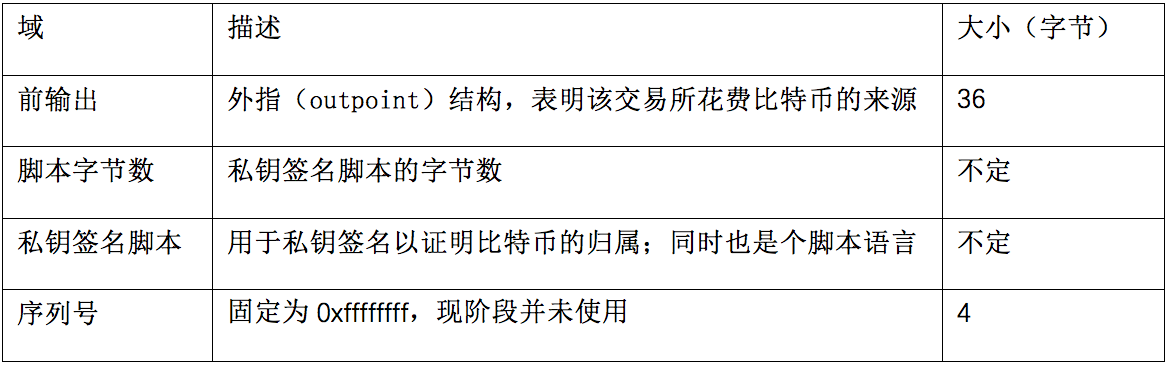 域 描述 大小（字节）
前输出 外指（outpoint）结构，表明该交易所花费比特币的来源 36
脚本字节数 私钥签名脚本的字节数 不定
私钥签名脚本 用于私钥签名以证明比特币的归属；同时也是个脚本语言 不定
序列号 固定为 0xffffffff，现阶段并未使用 4